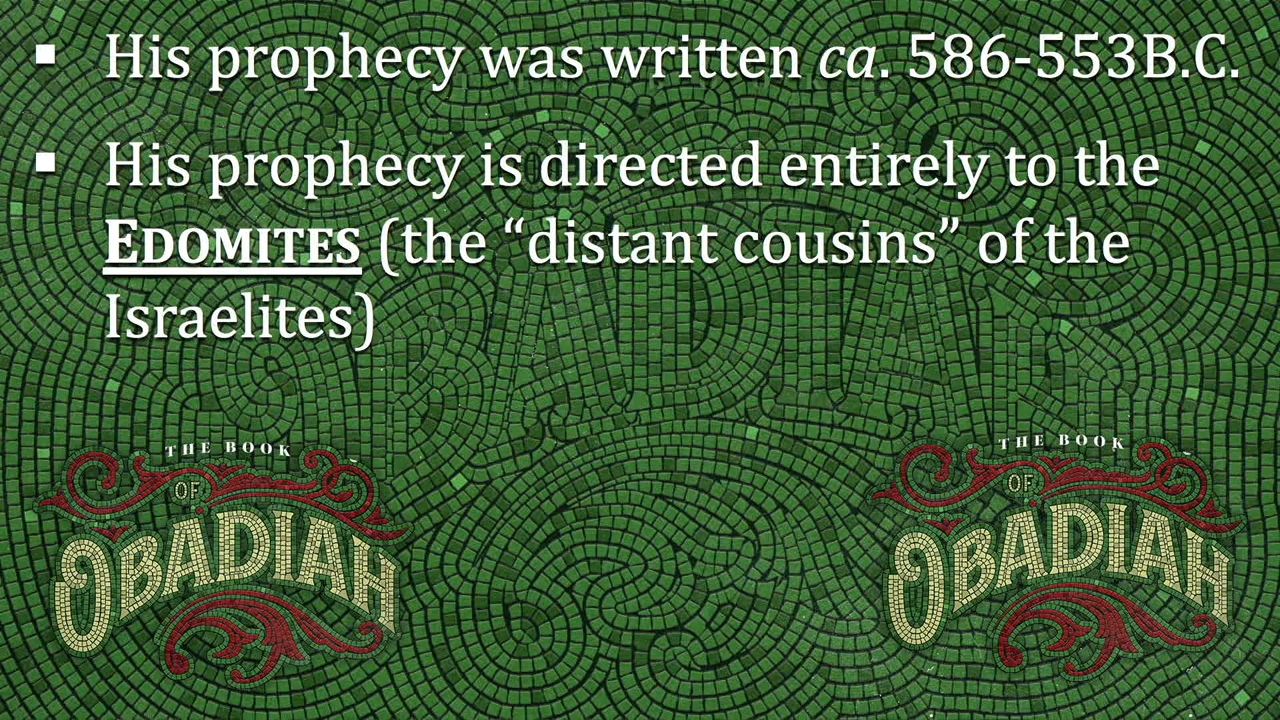 ▪ His prophecy was written ca. 586-553B.C.
▪ His prophecy is directed entirely to the
EDOMITES (the “distant cousins” of the
Israelites)
THE BOOK
OF
OBADIAH
THE BOOK
OF
OBADIAH
OBADIAH